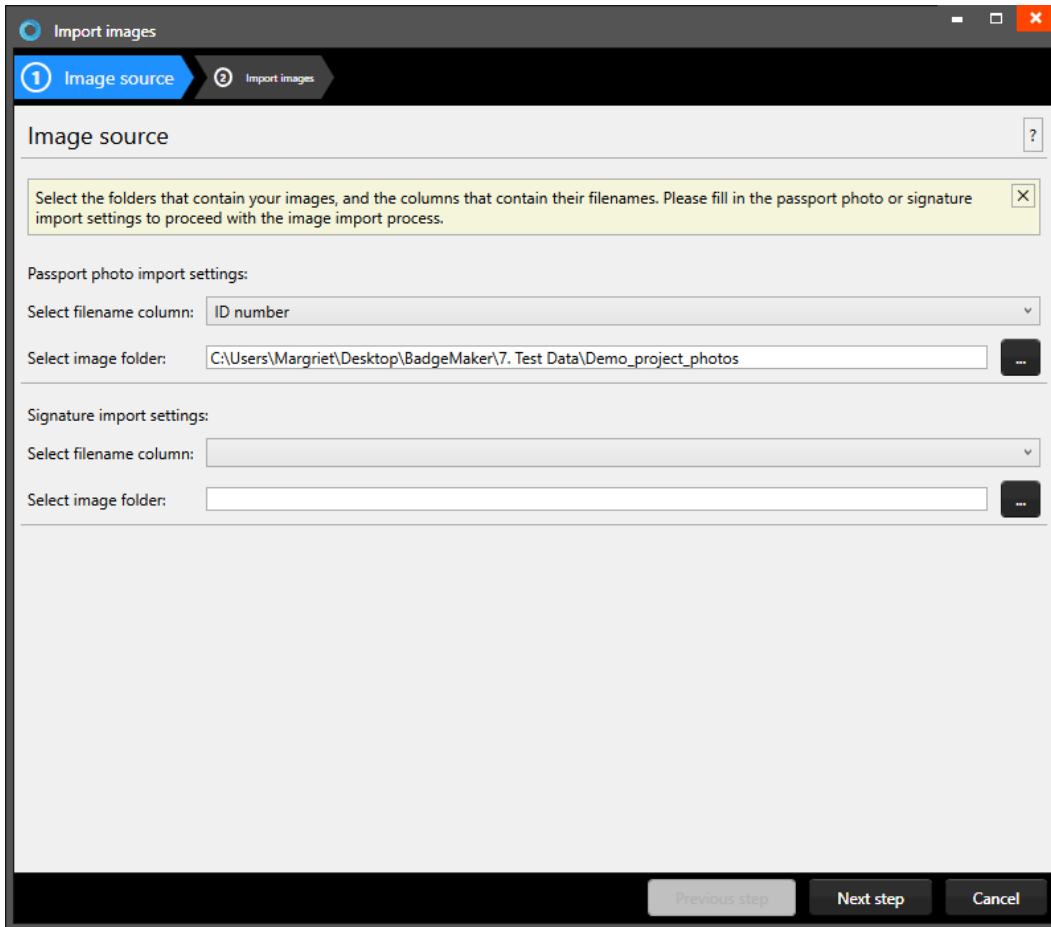 Import images
1 Image source 2 Import images
Image source ?
Select the folders that contain your images, and the columns that contain their filenames. Please fill in the passport photo or signature
import settings to proceed with the image import process.
Passport photo import settings:
Select filename column: ID number
Select image folder: C:\Users\Margriet\Desktop\BadgeMaker\7. Test Data\Demo_project_photos ...
Signature import settings:
Select filename column:
Select image folder: ...
Previous step Next step Cancel